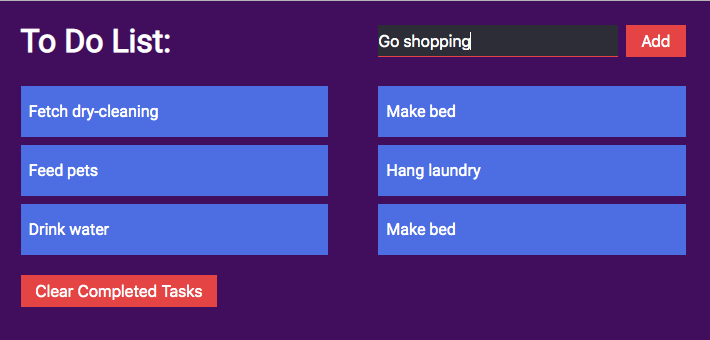 To Do List:
Go shopping
Add
Fetch dry-cleaning
Make bed
Feed pets
Hang laundry
Drink water
Make bed
Clear Completed Tasks